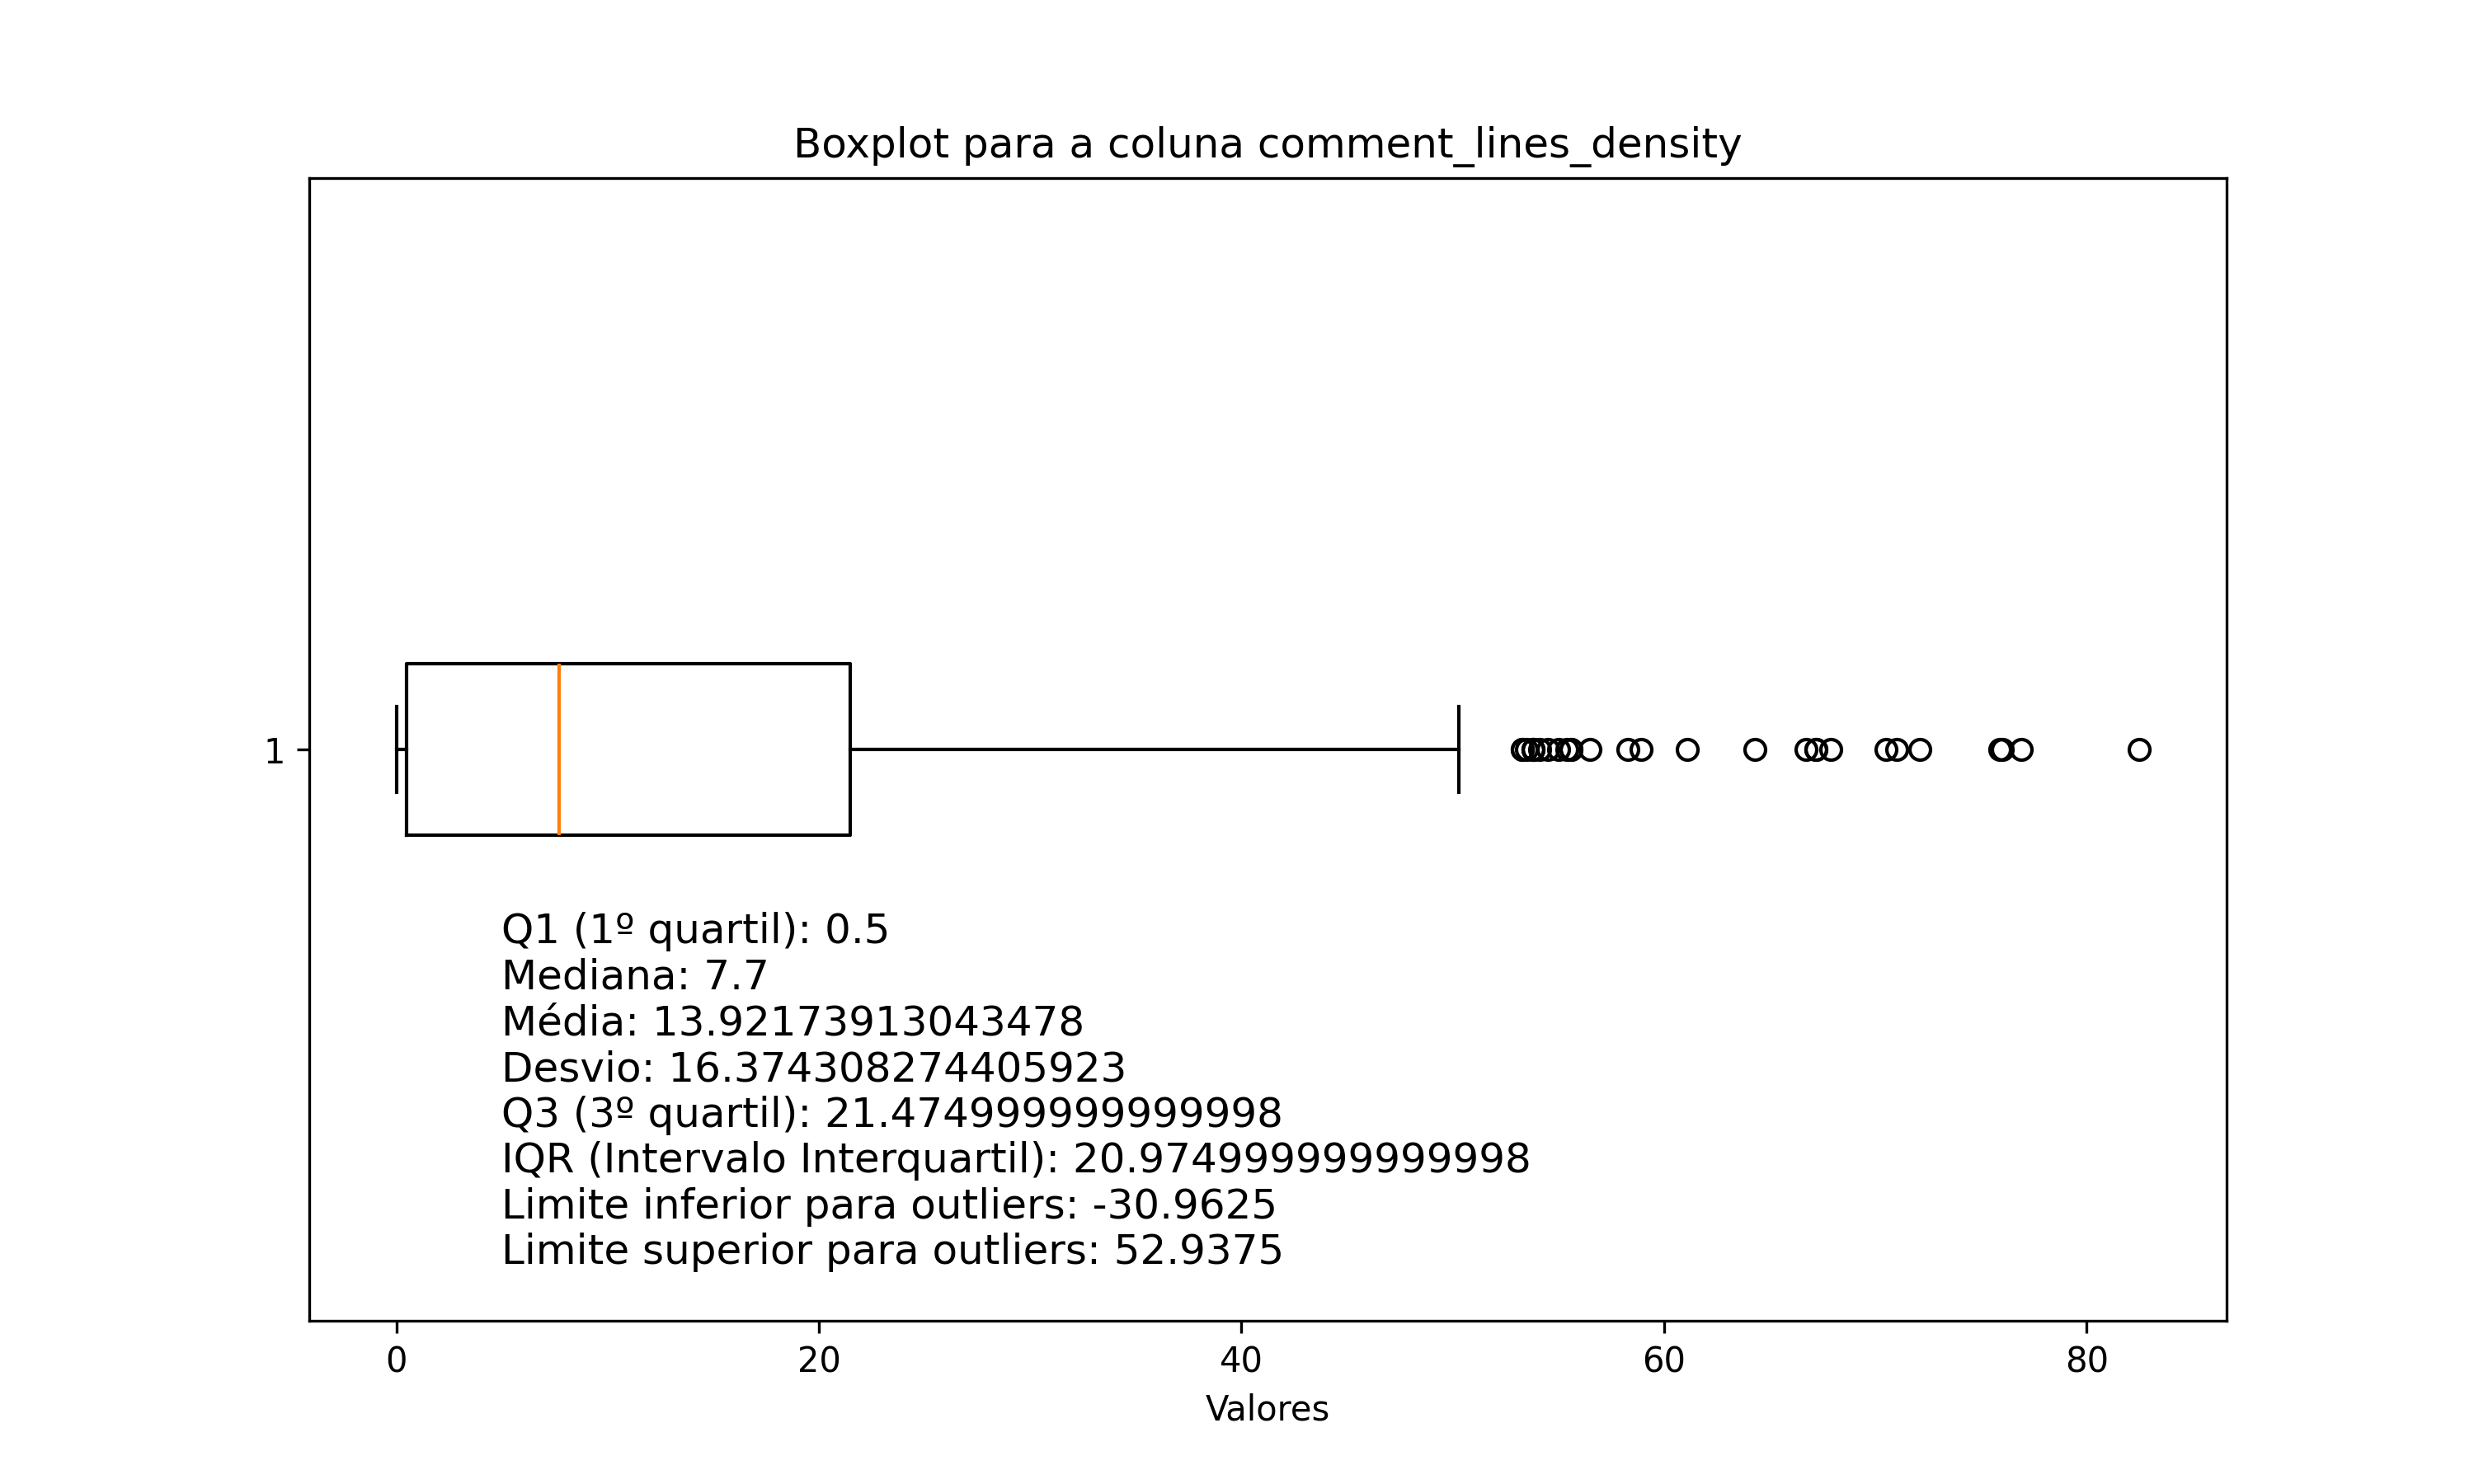 Boxplot para a coluna comment_lines_density
1
Q1 (1º quartil): 0.5
Mediana: 7.7
Média: 13.92173913043478
Desvio: 16.374308274405923
Q3 (3º quartil): 21.474999999999998
IQR (Intervalo Interquartil): 20.974999999999998
Limite inferior para outliers: -30.9625
Limite superior para outliers: 52.9375
0 20 40 60 80
Valores